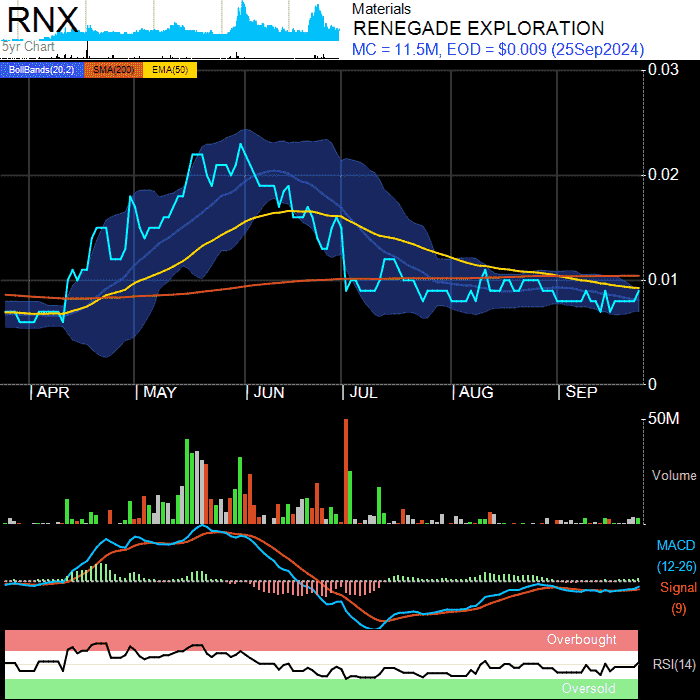 RNX
5yr Chart
Materials
RENEGADE EXPLORATION
MC = 11.5M, EOD = $0.009 (25Sep2024)
BollBands(20,2) SMA(200) EMA(50)
0.03
0.02
0.01
0
APR MAY JUN JUL AUG SEP
50M
Volume
MACD
(12-26)
Signal
(9)
Overbought
RSI(14)
Oversold